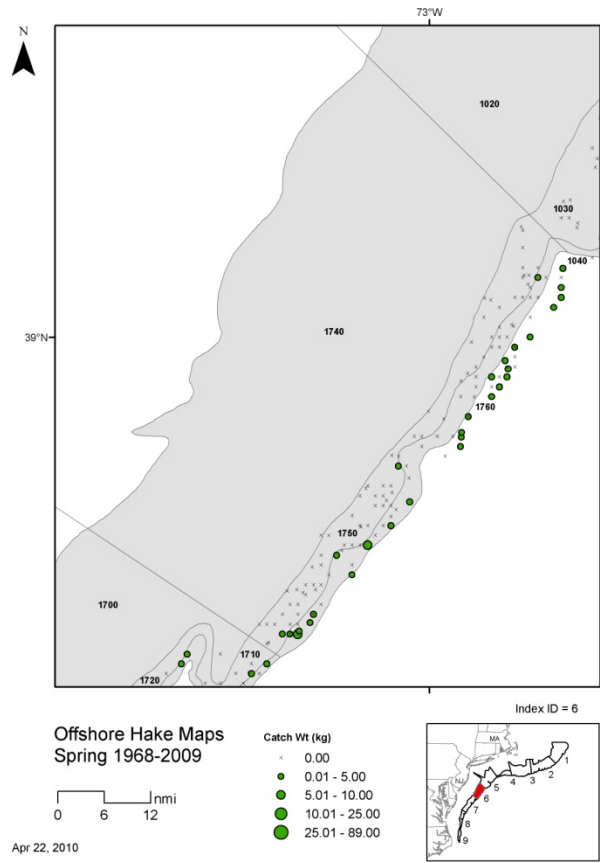 73°W
N
1020
1030
1040
39°N
1740
1760
1750
1700
1710
1720
Index ID = 6
Offshore Hake Maps
Spring 1968-2009
0 6 12 nmi
Apr 22, 2010
Catch Wt (kg)
0.00
0.01 - 5.00
5.01 - 10.00
10.01 - 25.00
25.01 - 89.00
MA
NJ
1
2
3
4
5
6
7
8
9